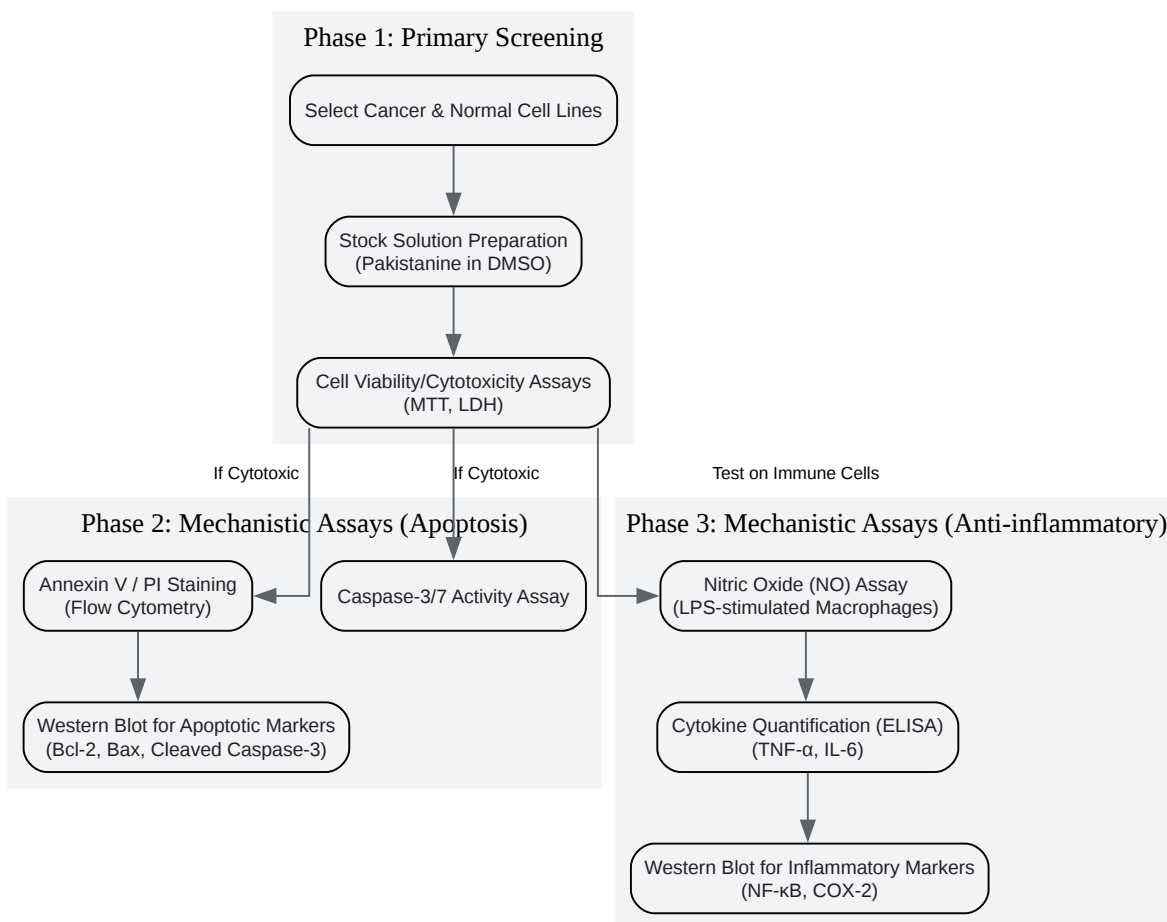 Phase 1: Primary Screening
Select Cancer & Normal Cell Lines
Stock Solution Preparation
(Pakistanine in DMSO)
Cell Viability/Cytotoxicity Assays
(MTT, LDH)
If Cytotoxic
If Cytotoxic
Test on Immune Cells
Phase 2: Mechanistic Assays (Apoptosis)
Annexin V / PI Staining
(Flow Cytometry)
Caspase-3/7 Activity Assay
Western Blot for Apoptotic Markers
(Bcl-2, Bax, Cleaved Caspase-3)
Phase 3: Mechanistic Assays (Anti-inflammatory)
Nitric Oxide (NO) Assay
(LPS-stimulated Macrophages)
Cytokine Quantification (ELISA)
(TNF-α, IL-6)
Western Blot for Inflammatory Markers
(NF-κB, COX-2)